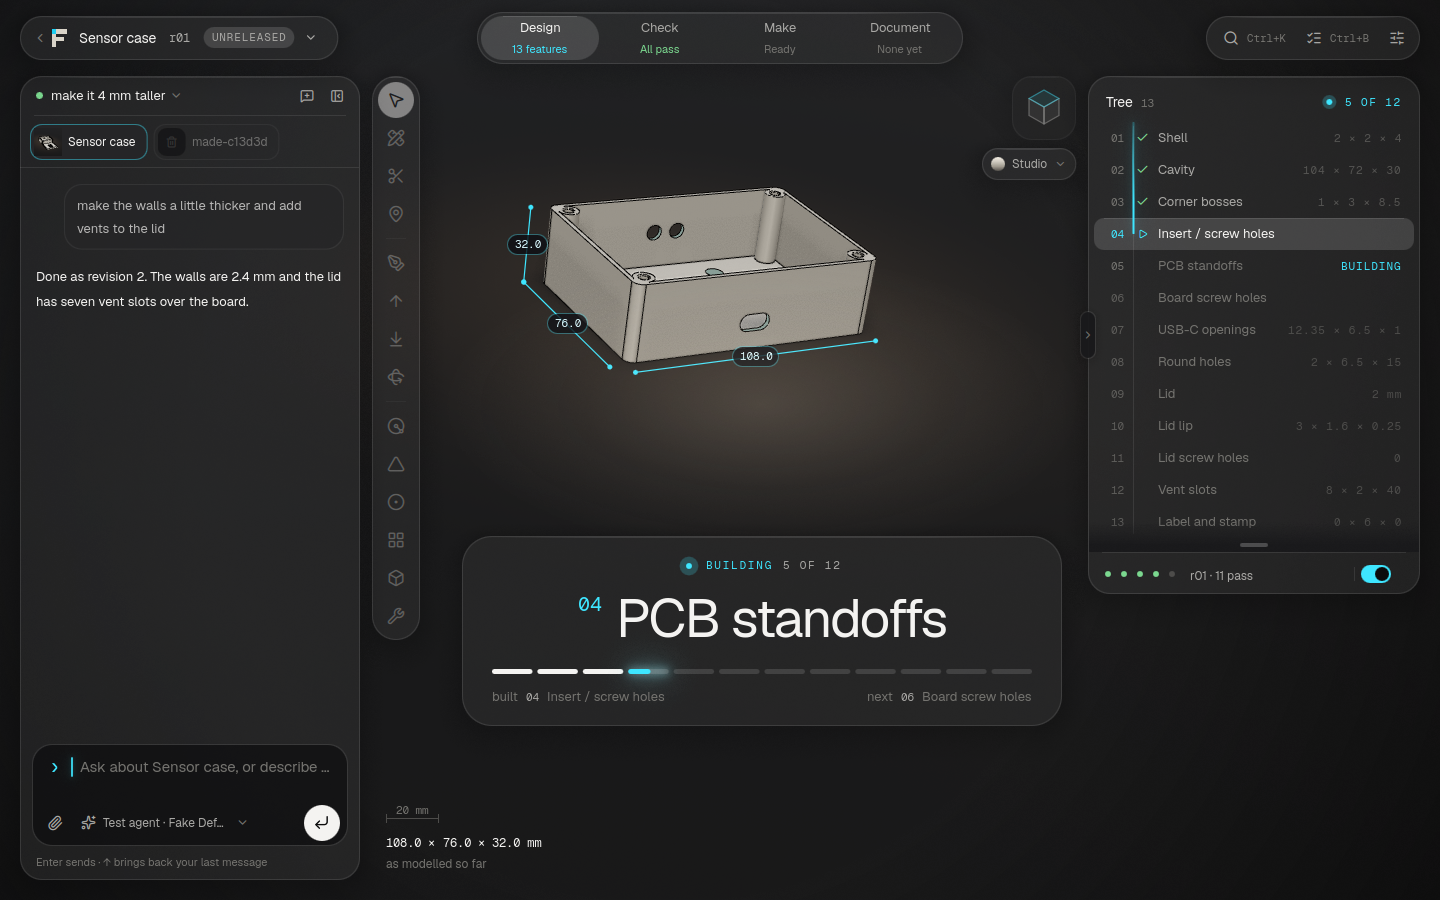 Sensor case r01 UNRELEASED
Design
13 features
Check
All pass
Make
Ready
Document
None yet
Ctrl+K
Ctrl+B
make it 4 mm taller
Sensor case
made-c13d3d
make the walls a little thicker and add
vents to the lid
Done as revision 2. The walls are 2.4 mm and the lid
has seven vent slots over the board.
Ask about Sensor case, or describe …
Test agent · Fake Def…
Enter sends · ↑ brings back your last message
32.0
76.0
108.0
Studio
BUILDING 5 OF 12
04 PCB standoffs
built 04 Insert / screw holes
next 06 Board screw holes
20 mm
108.0 × 76.0 × 32.0 mm
as modelled so far
Tree 13
5 OF 12
01 Shell 2 × 2 × 4
02 Cavity 104 × 72 × 30
03 Corner bosses 1 × 3 × 8.5
04 Insert / screw holes
05 PCB standoffs BUILDING
06 Board screw holes
07 USB-C openings 12.35 × 6.5 × 1
08 Round holes 2 × 6.5 × 15
09 Lid 2 mm
10 Lid lip 3 × 1.6 × 0.25
11 Lid screw holes 0
12 Vent slots 8 × 2 × 40
13 Label and stamp 0 × 6 × 0
r01 · 11 pass